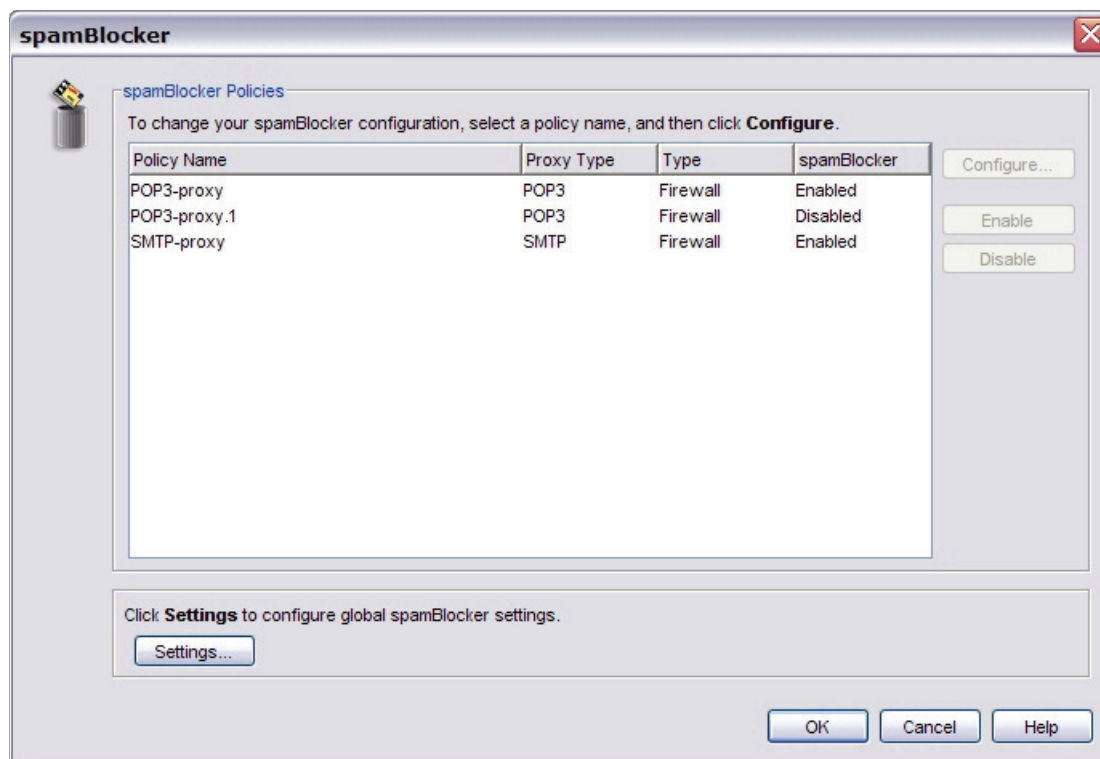 spamBlocker
spamBlocker Policies
To change your spamBlocker configuration, select a policy name, and then click Configure.
Policy Name Proxy Type Type spamBlocker
POP3-proxy POP3 Firewall Enabled
POP3-proxy.1 POP3 Firewall Disabled
SMTP-proxy SMTP Firewall Enabled
Configure...
Enable
Disable
Click Settings to configure global spamBlocker settings.
Settings...
OK Cancel Help